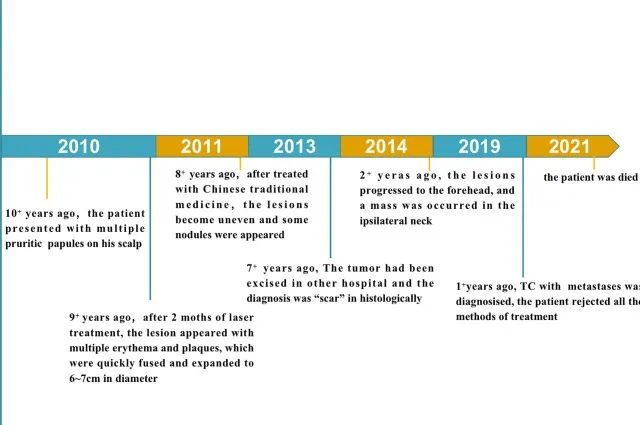 2010 2011 2013 2014 2019 2021
10+ years ago, the patient
presented with multiple
pruritic papules on his scalp
9+ years ago, after 2 moths of laser
treatment, the lesion appeared with
multiple erythema and plaques, which
were quickly fused and expanded to
6~7cm in diameter
8+ years ago, after treated
with Chinese traditional
medicine, the lesions
become uneven and some
nodules were appeared
7+ years ago, The tumor had been
excised in other hospital and the
diagnosis was “scar” in histologically
2+ yeras ago, the lesions
progressed to the forehead, and
a mass was occurred in the
ipsilateral neck
1+years ago, TC with metastases was
diagnosised, the patient rejected all the
methods of treatment
the patient was died